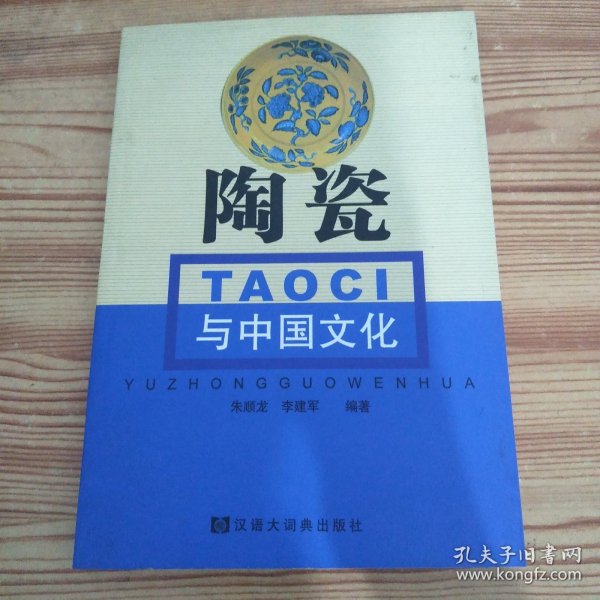 陶瓷
TAOCI
与中国文化
YUZHONGGUOWENHUA
朱顺龙 李建军 编著
汉语大词典出版社
孔夫子旧书网
www.kongfz.com